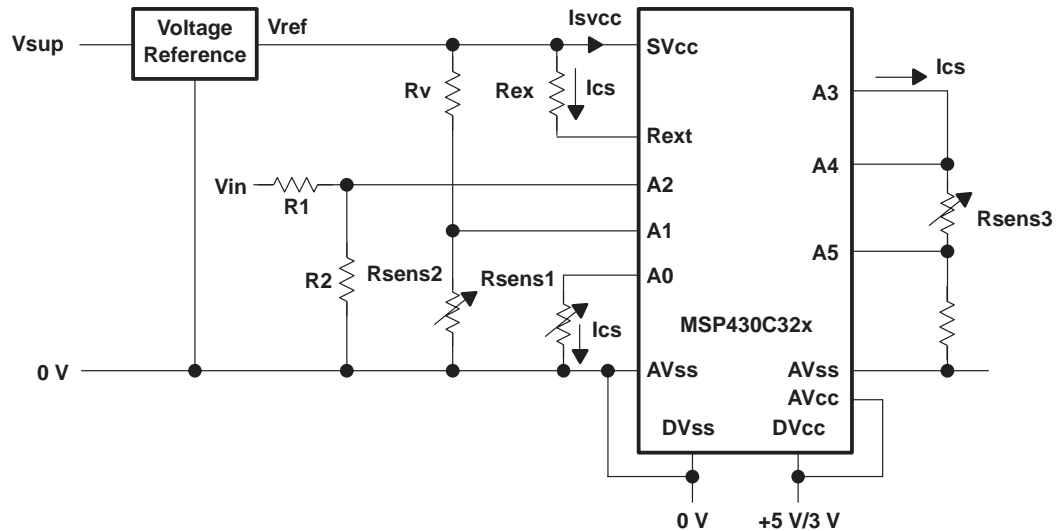 Voltage
Reference
Vsup
Vref
Isvcc
SVcc
Rv
Rex
Ics
Rext
A3
Ics
A4
Vin
R1
A2
A1
A5
Rsens3
R2
Rsens2
Rsens1
A0
Ics
MSP430C32x
0 V
AVss
AVss
AVcc
DVss
DVcc
0 V
+5 V/3 V